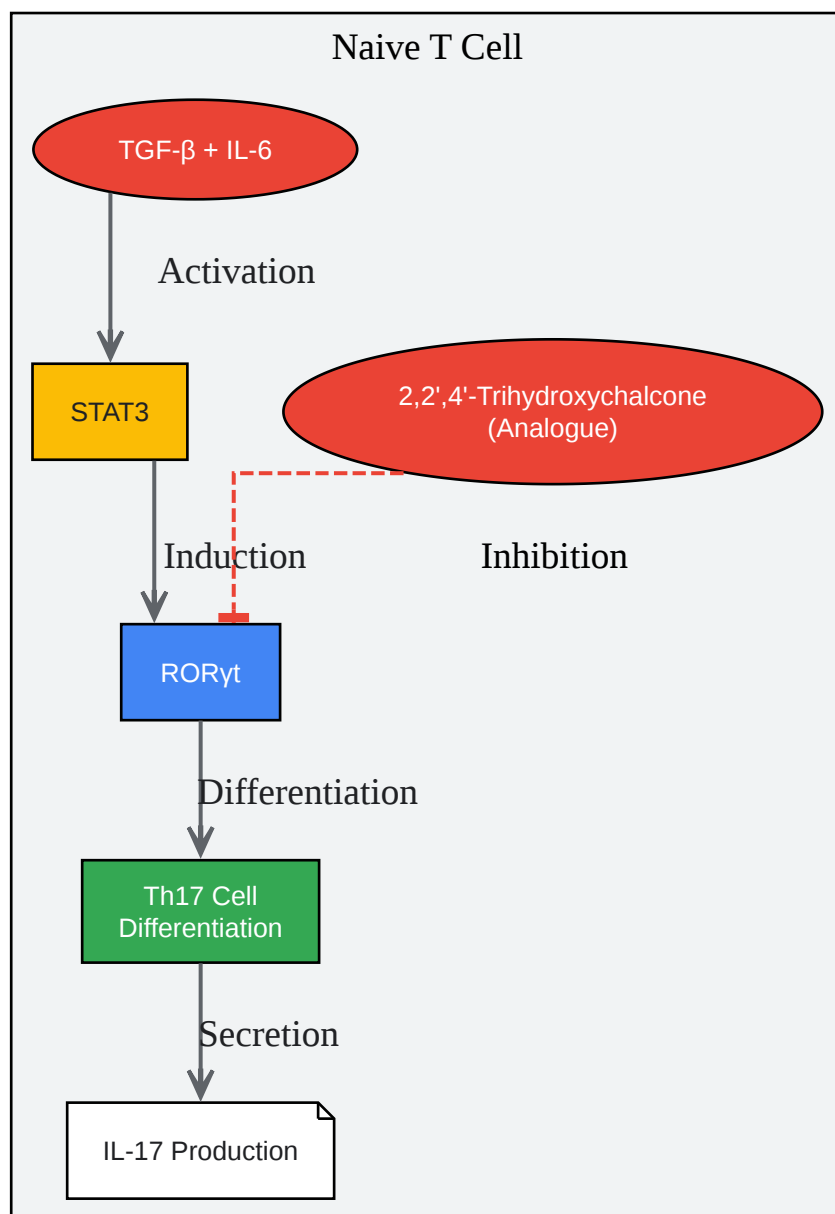 Naive T Cell
TGF-β + IL-6
Activation
STAT3
2,2',4'-Trihydroxychalcone
(Analogue)
Induction
Inhibition
RORγt
Differentiation
Th17 Cell
Differentiation
Secretion
IL-17 Production